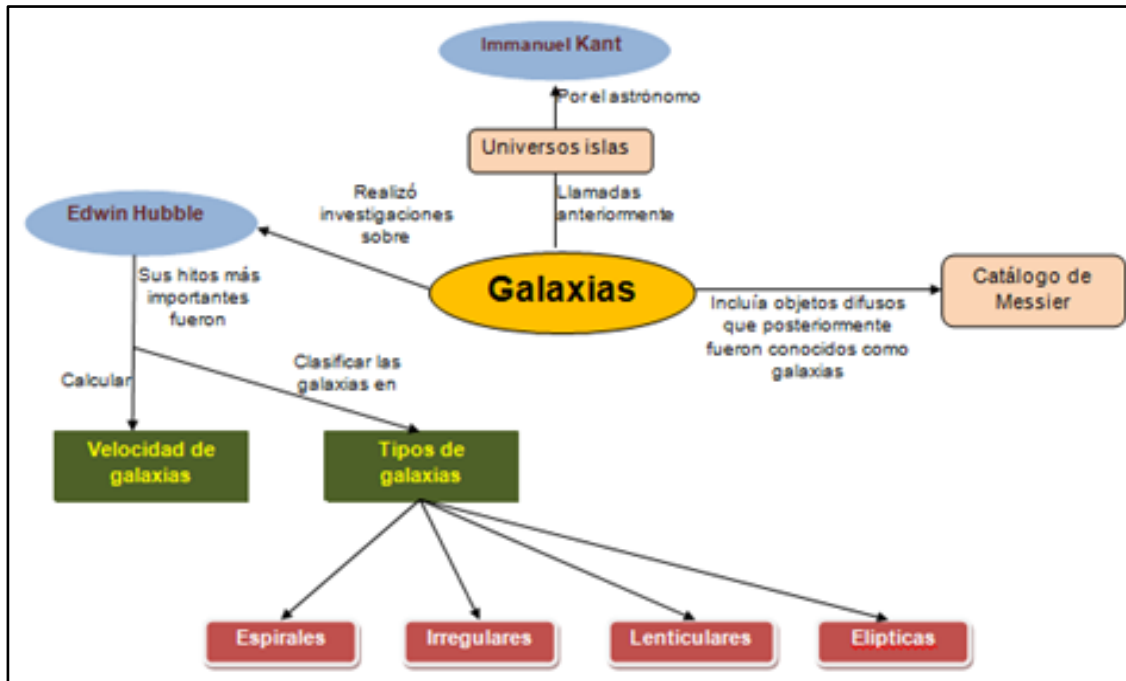 Immanuel Kant
Por el astrónomo
Universos islas
Llamadas
anteriormente
Realizó
investigaciones
sobre
Edwin Hubble
Galaxias
Catálogo de
Messier
Incluía objetos difusos
que posteriormente
fueron conocidos como
galaxias
Sus hitos más
importantes
fueron
Calcular
Clasificar las
galaxias en
Velocidad de
galaxias
Tipos de
galaxias
Espirales
Irregulares
Lenticulares
Elipticas